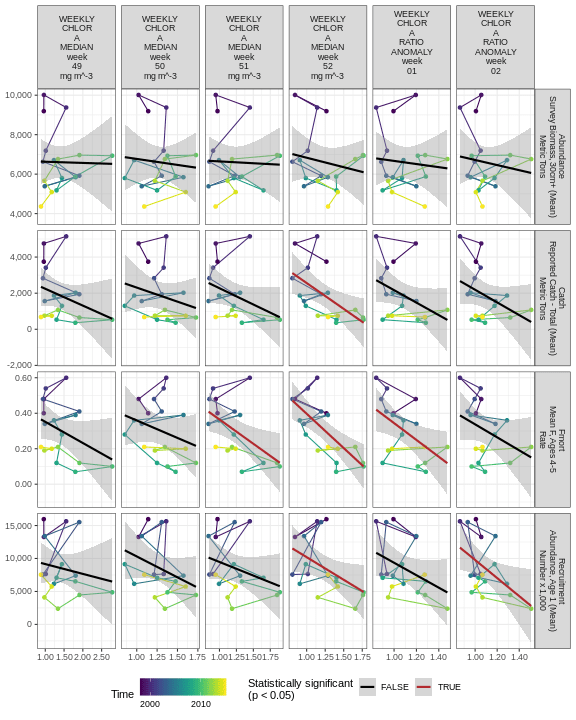 WEEKLY
CHLOR
A
MEDIAN
week
49
mg m^-3
WEEKLY
CHLOR
A
MEDIAN
week
50
mg m^-3
WEEKLY
CHLOR
A
MEDIAN
week
51
mg m^-3
WEEKLY
CHLOR
A
MEDIAN
week
52
mg m^-3
WEEKLY
CHLOR
A
RATIO
ANOMALY
week
01
WEEKLY
CHLOR
A
RATIO
ANOMALY
week
02
10,000
8,000
6,000
4,000
Abundance
Survey Biomass, 30cm+ (Mean)
Metric Tons
4,000
2,000
0
-2,000
Catch
Reported Catch - Total (Mean)
Metric Tons
0.60
0.40
0.20
0.00
Fmort
Mean F, Ages 4-5
Rate
15,000
10,000
5,000
0
Recruitment
Abundance, Age 1 (Mean)
Number x 1,000
1.00 1.50 2.00 2.50
1.00 1.25 1.50 1.75
1.00 1.25 1.50 1.75
0.90 1.20 1.50 1.80
1.00 1.20 1.40
1.00 1.20 1.40
Time
2000 2010
Statistically significant
(p < 0.05)
FALSE
TRUE